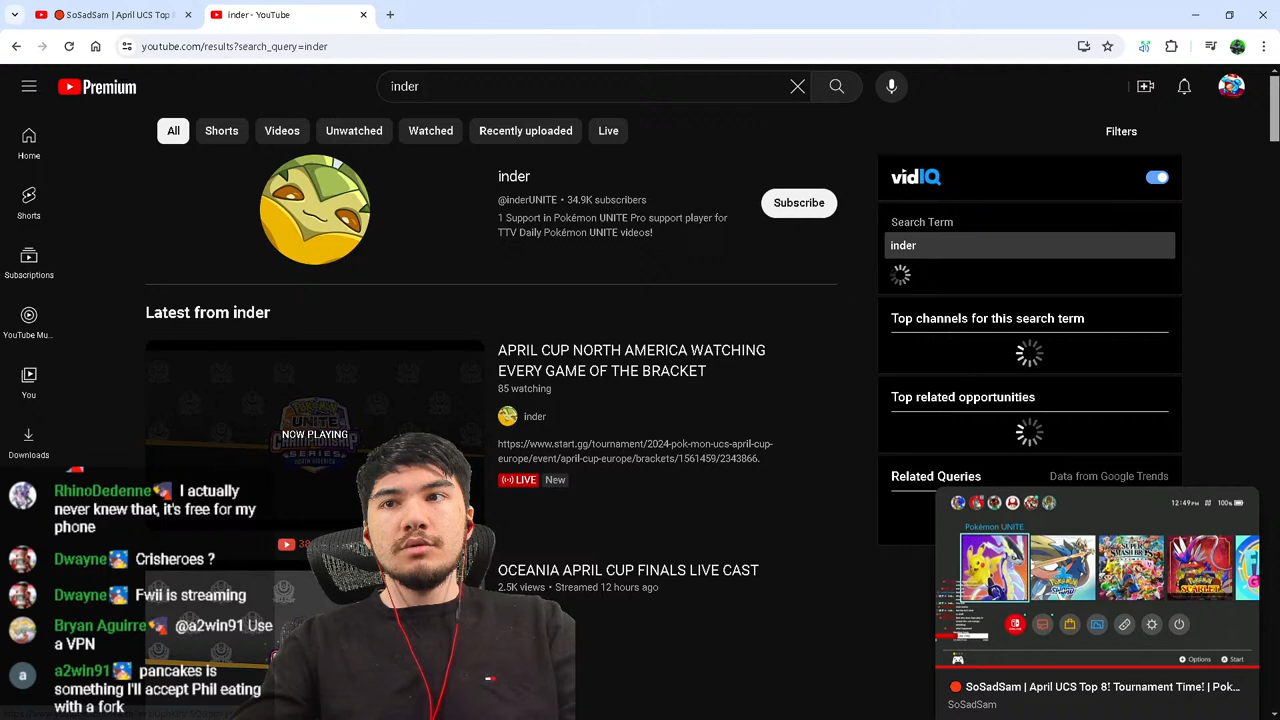 SoSadSam | April UCS Top 8
inder - YouTube
youtube.com/results?search_query=inder
Premium
inder
All
Shorts
Videos
Unwatched
Watched
Recently uploaded
Live
Filters
Home
Shorts
Subscriptions
YouTube Mu...
You
Downloads
inder
@inderUNITE • 34.9K subscribers
1 Support in Pokémon UNITE Pro support player for
TTV Daily Pokémon UNITE videos!
Subscribe
Latest from inder
NOW PLAYING
POKÉMON
UNITE
CHAMPIONSHIP
SERIES
APRIL CUP NORTH AMERICA WATCHING
EVERY GAME OF THE BRACKET
85 watching
inder
https://www.start.gg/tournament/2024-pok-mon-ucs-april-cup-
europe/event/april-cup-europe/brackets/1561459/2343866.
LIVE
New
OCEANIA APRIL CUP FINALS LIVE CAST
2.5K views • Streamed 12 hours ago
vidIQ
Search Term
inder
Top channels for this search term
Top related opportunities
Related Queries
Data from Google Trends
RhinoDedenne I actually
never knew that, it's free for my
phone
Dwayne Crisheroes ?
Dwayne Fwii is streaming
Bryan Aguirre @a2win91 Use
a VPN
a
a2win91 pancakes is
something I'll accept Phil eating
with a fork
12:49PM
100%
Pokémon UNITE
SCARLET
Options
Start
SoSadSam | April UCS Top 8! Tournament Time! | Pok...
SoSadSam